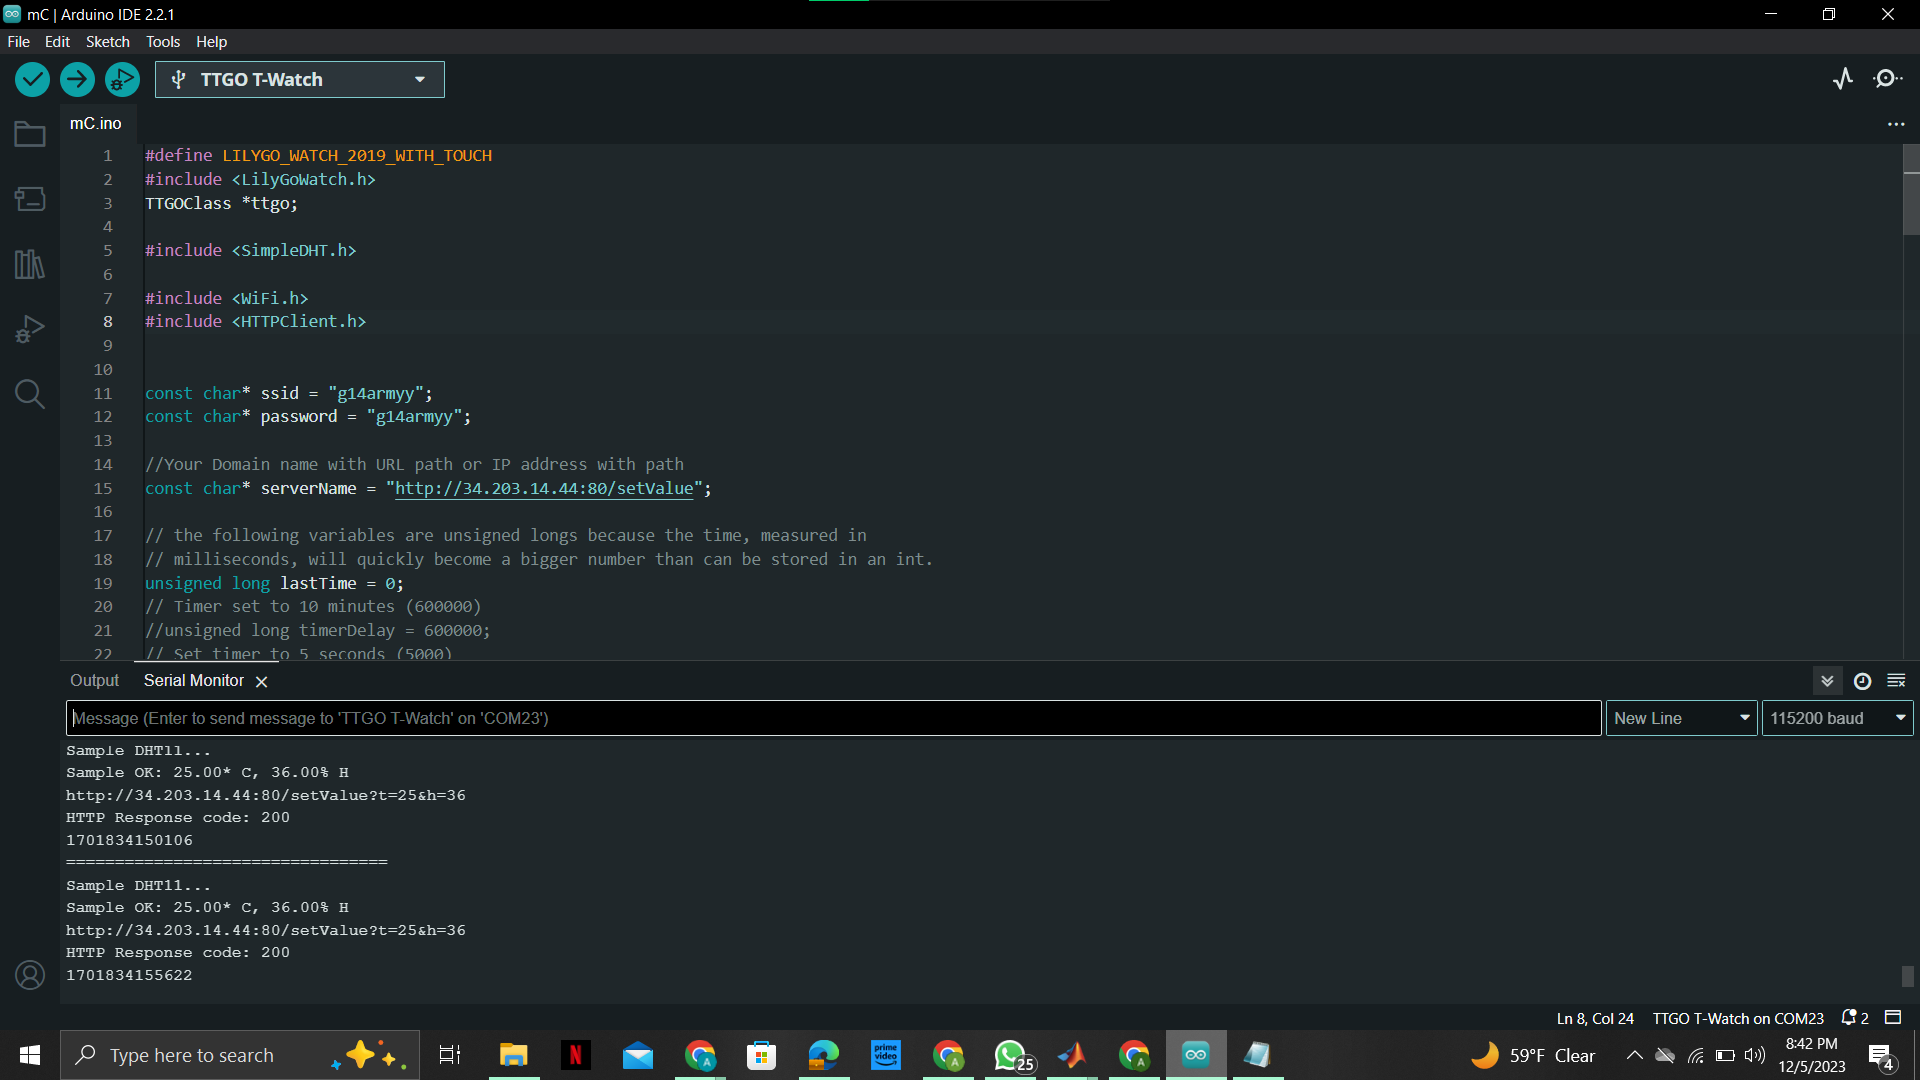 mC | Arduino IDE 2.2.1
File Edit Sketch Tools Help
TTGO T-Watch
mC.ino
1 #define LILYGO_WATCH_2019_WITH_TOUCH
2 #include <LilyGoWatch.h>
3 TTGOClass *ttgo;
4
5 #include <SimpleDHT.h>
6
7 #include <WiFi.h>
8 #include <HTTPClient.h>
9
10
11 const char* ssid = "g14armyy";
12 const char* password = "g14armyy";
13
14 //Your Domain name with URL path or IP address with path
15 const char* serverName = "http://34.203.14.44:80/setValue";
16
17 // the following variables are unsigned longs because the time, measured in
18 // milliseconds, will quickly become a bigger number than can be stored in an int.
19 unsigned long lastTime = 0;
20 // Timer set to 10 minutes (600000)
21 //unsigned long timerDelay = 600000;
22 // Set timer to 5 seconds (5000)
Output Serial Monitor
Message (Enter to send message to 'TTGO T-Watch' on 'COM23') New Line 115200 baud
Sample DHT11...
Sample OK: 25.00* C, 36.00% H
http://34.203.14.44:80/setValue?t=25&h=36
HTTP Response code: 200
1701834150106
=================================
Sample DHT11...
Sample OK: 25.00* C, 36.00% H
http://34.203.14.44:80/setValue?t=25&h=36
HTTP Response code: 200
1701834155622
Ln 8, Col 24 TTGO T-Watch on COM23 2
Type here to search N prime video A A 25 A 59°F Clear 8:42 PM
12/5/2023 4